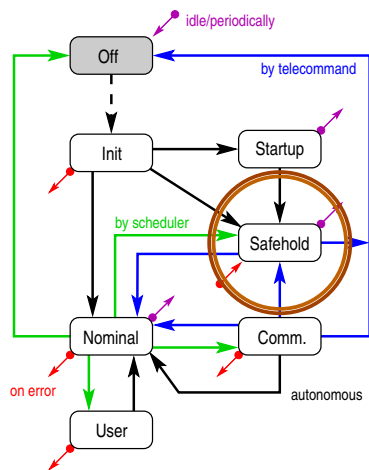 idle/periodically
Off
by telecommand
Init
Startup
by scheduler
Safehold
Nominal
Comm.
on error
autonomous
User